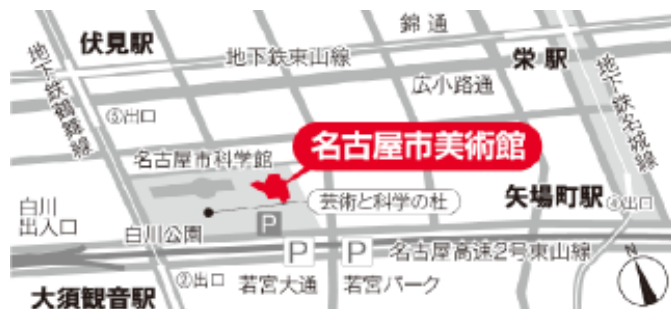 錦通
伏見駅
地下鉄東山線
栄駅
広小路通
地下鉄鶴舞線
地下鉄名城線
⑤出口
名古屋市科学館
名古屋市美術館
芸術と科学の杜
矢場町駅
④出口
白川
出入口
白川公園
P
P
P
名古屋高速2号東山線
N
②出口
若宮大通
若宮パーク
大須観音駅